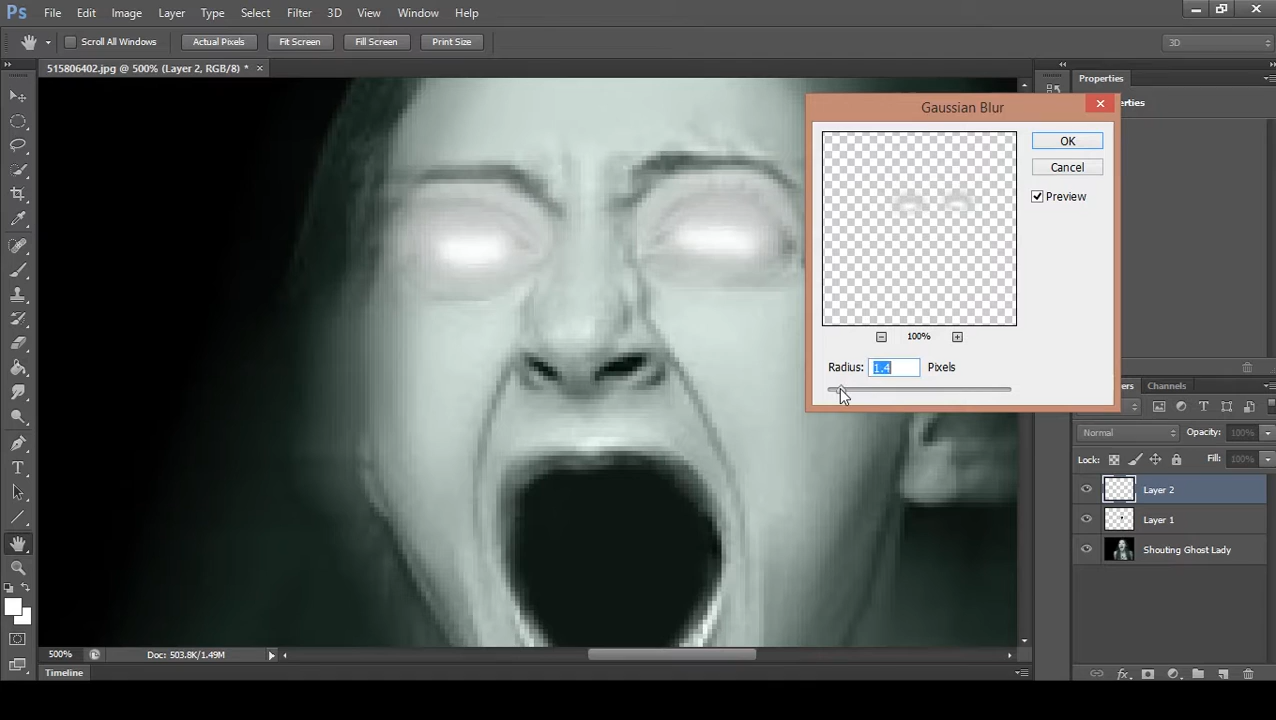 Ps File Edit Image Layer Type Select Filter 3D View Window Help
Scroll All Windows Actual Pixels Fit Screen Fill Screen Print Size 3D
515806402.jpg @ 500% (Layer 2, RGB/8) * ×
Properties
perties
Gaussian Blur
OK
Cancel
Preview
100%
Radius: 1.4 Pixels
ers Channels
Normal Opacity: 100%
Lock: Fill: 100%
Layer 2
Layer 1
Shouting Ghost Lady
500% Doc: 503.8K/1.49M
Timeline